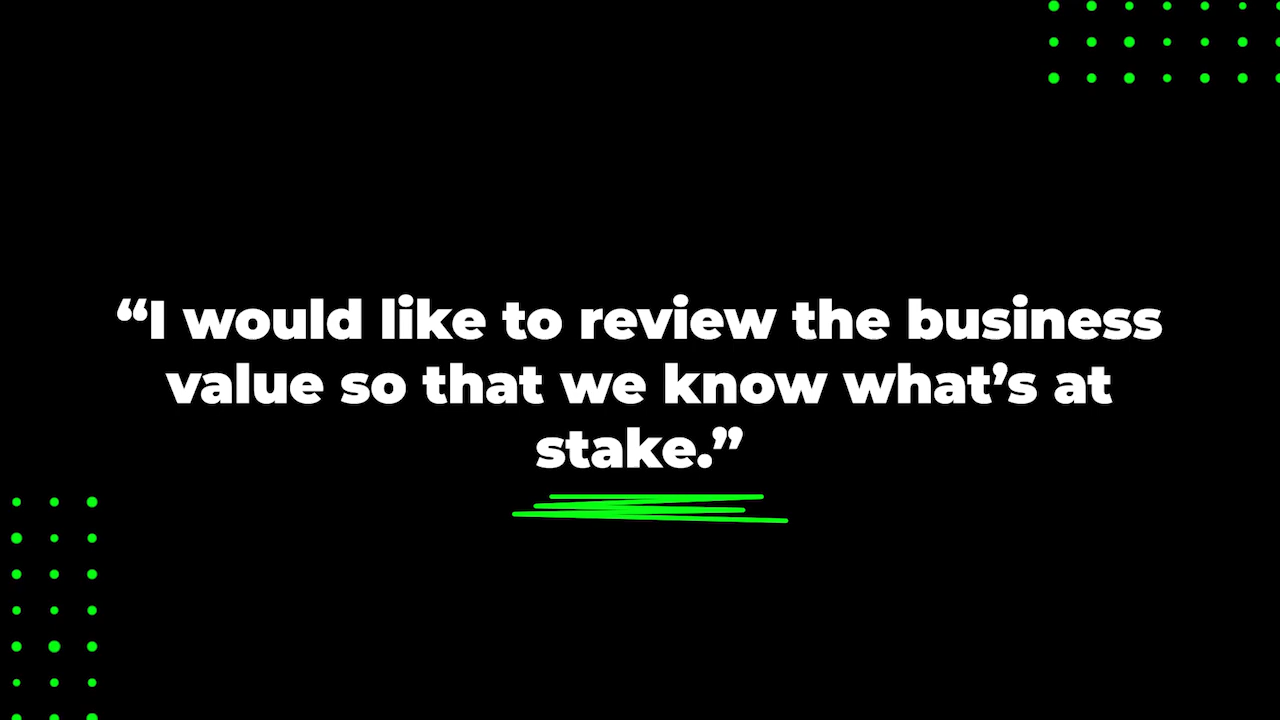 “I would like to review the business
value so that we know what’s at
stake.”